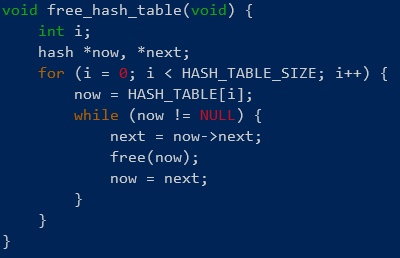 void free_hash_table(void) {
    int i;
    hash *now, *next;
    for (i = 0; i < HASH_TABLE_SIZE; i++) {
        now = HASH_TABLE[i];
        while (now != NULL) {
            next = now->next;
            free(now);
            now = next;
        }
    }
}